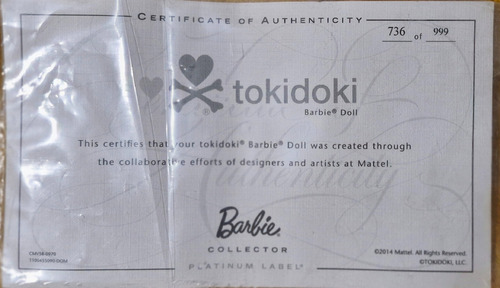 CERTIFICATE OF AUTHENTICITY
736 of 999
tokidoki
Barbie® Doll
This certifies that your tokidoki® Barbie® Doll was created through
the collaborative efforts of designers and artists at Mattel.
Barbie
COLLECTOR
PLATINUM LABEL®
©2014 Mattel. All Rights Reserved.
©TOKIDOKI, LLC.